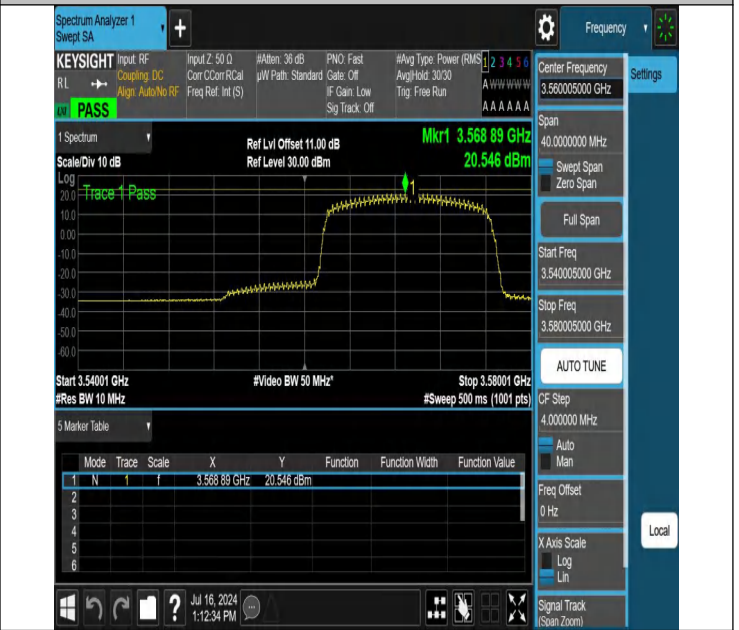 Spectrum Analyzer 1
Swept SA
+
Frequency
KEYSIGHT
RL
PASS
Input: RF
Coupling: DC
Align: Auto/No RF
Input Z: 50 Ω
Corr CCorr RCal
Freq Ref: Int (S)
#Atten: 36 dB
µW Path: Standard
PNO: Fast
Gate: Off
IF Gain: Low
Sig Track: Off
#Avg Type: Power (RMS
Avg|Hold: 30/30
Trig: Free Run
1 2 3 4 5 6
A W W W W W
A A A A A A
Center Frequency
3.560005000 GHz
Settings
1 Spectrum
Scale/Div 10 dB
Ref Lvl Offset 11.00 dB
Ref Level 30.00 dBm
Mkr1 3.568 89 GHz
20.546 dBm
Log
Trace 1 Pass
1
20.0
10.0
0.00
-10.0
-20.0
-30.0
-40.0
-50.0
-60.0
Start 3.54001 GHz
#Res BW 10 MHz
#Video BW 50 MHz*
Stop 3.58001 GHz
#Sweep 500 ms (1001 pts)
Span
40.0000000 MHz
Swept Span
Zero Span
Full Span
Start Freq
3.540005000 GHz
Stop Freq
3.580005000 GHz
AUTO TUNE
CF Step
4.000000 MHz
Auto
Man
Freq Offset
0 Hz
X Axis Scale
Log
Lin
Signal Track
(Span Zoom)
Local
5 Marker Table
Mode Trace Scale X Y Function Function Width Function Value
1 N 1 f 3.568 89 GHz 20.546 dBm
2
3
4
5
6
?
Jul 16, 2024
1:12:34 PM